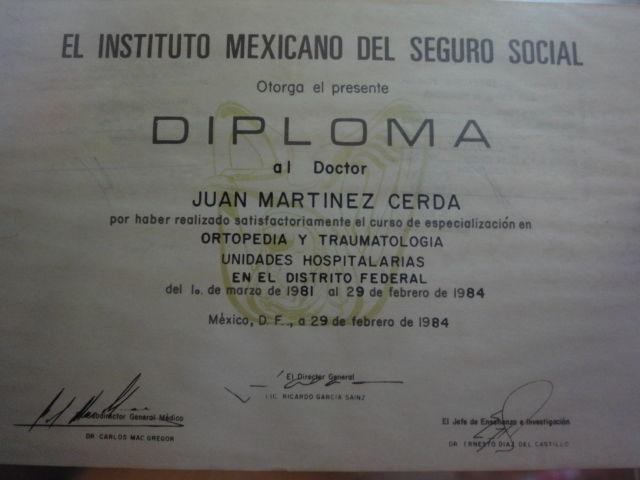 EL INSTITUTO MEXICANO DEL SEGURO SOCIAL
Otorga el presente
DIPLOMA
al Doctor
JUAN MARTINEZ CERDA
por haber realizado satisfactoriamente el curso de especialización en
ORTOPEDIA Y TRAUMATOLOGIA
UNIDADES HOSPITALARIAS
EN EL DISTRITO FEDERAL
del 1o. de marzo de 1981 al 29 de febrero de 1984
México, D. F., a 29 de febrero de 1984
El Director General
LIC. RICARDO GARCIA SAINZ
Subdirector General Médico
DR CARLOS MAC GREGOR
El Jefe de Enseñanza e Investigación
DR ERNESTO DIAZ DEL CASTILLO